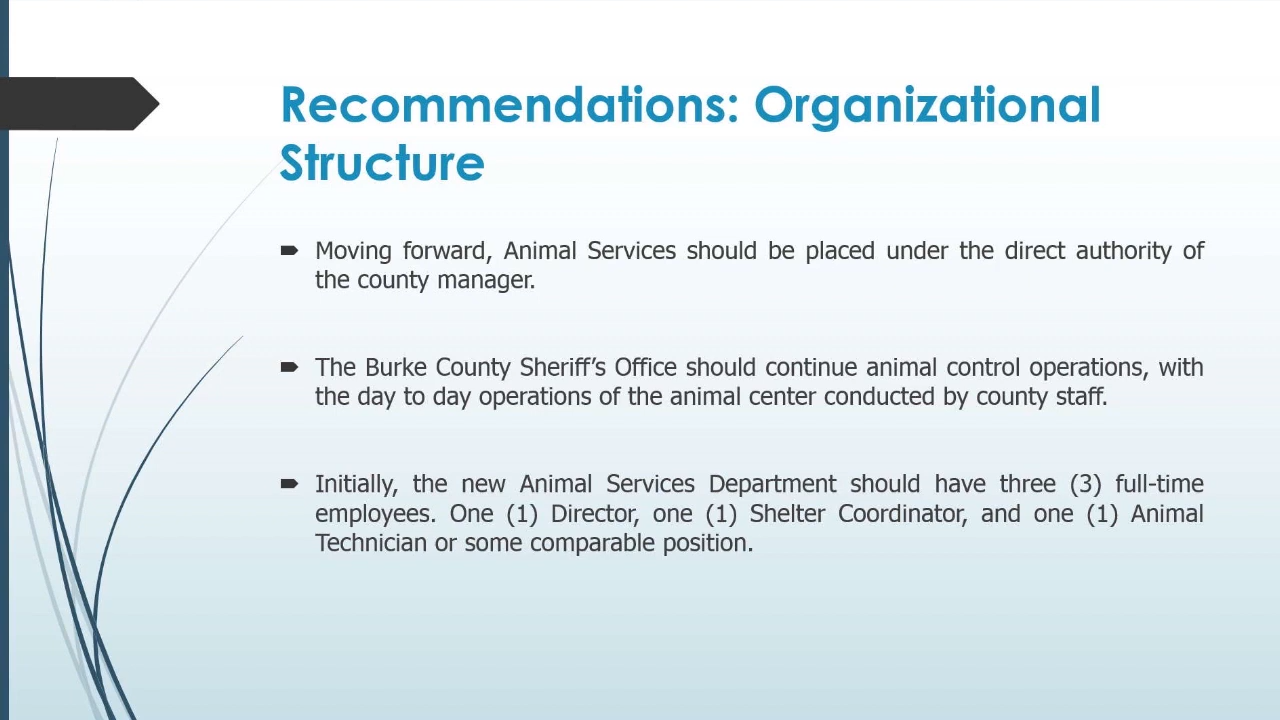 Recommendations: Organizational
Structure
Moving forward, Animal Services should be placed under the direct authority of
the county manager.
The Burke County Sheriff’s Office should continue animal control operations, with
the day to day operations of the animal center conducted by county staff.
Initially, the new Animal Services Department should have three (3) full-time
employees. One (1) Director, one (1) Shelter Coordinator, and one (1) Animal
Technician or some comparable position.